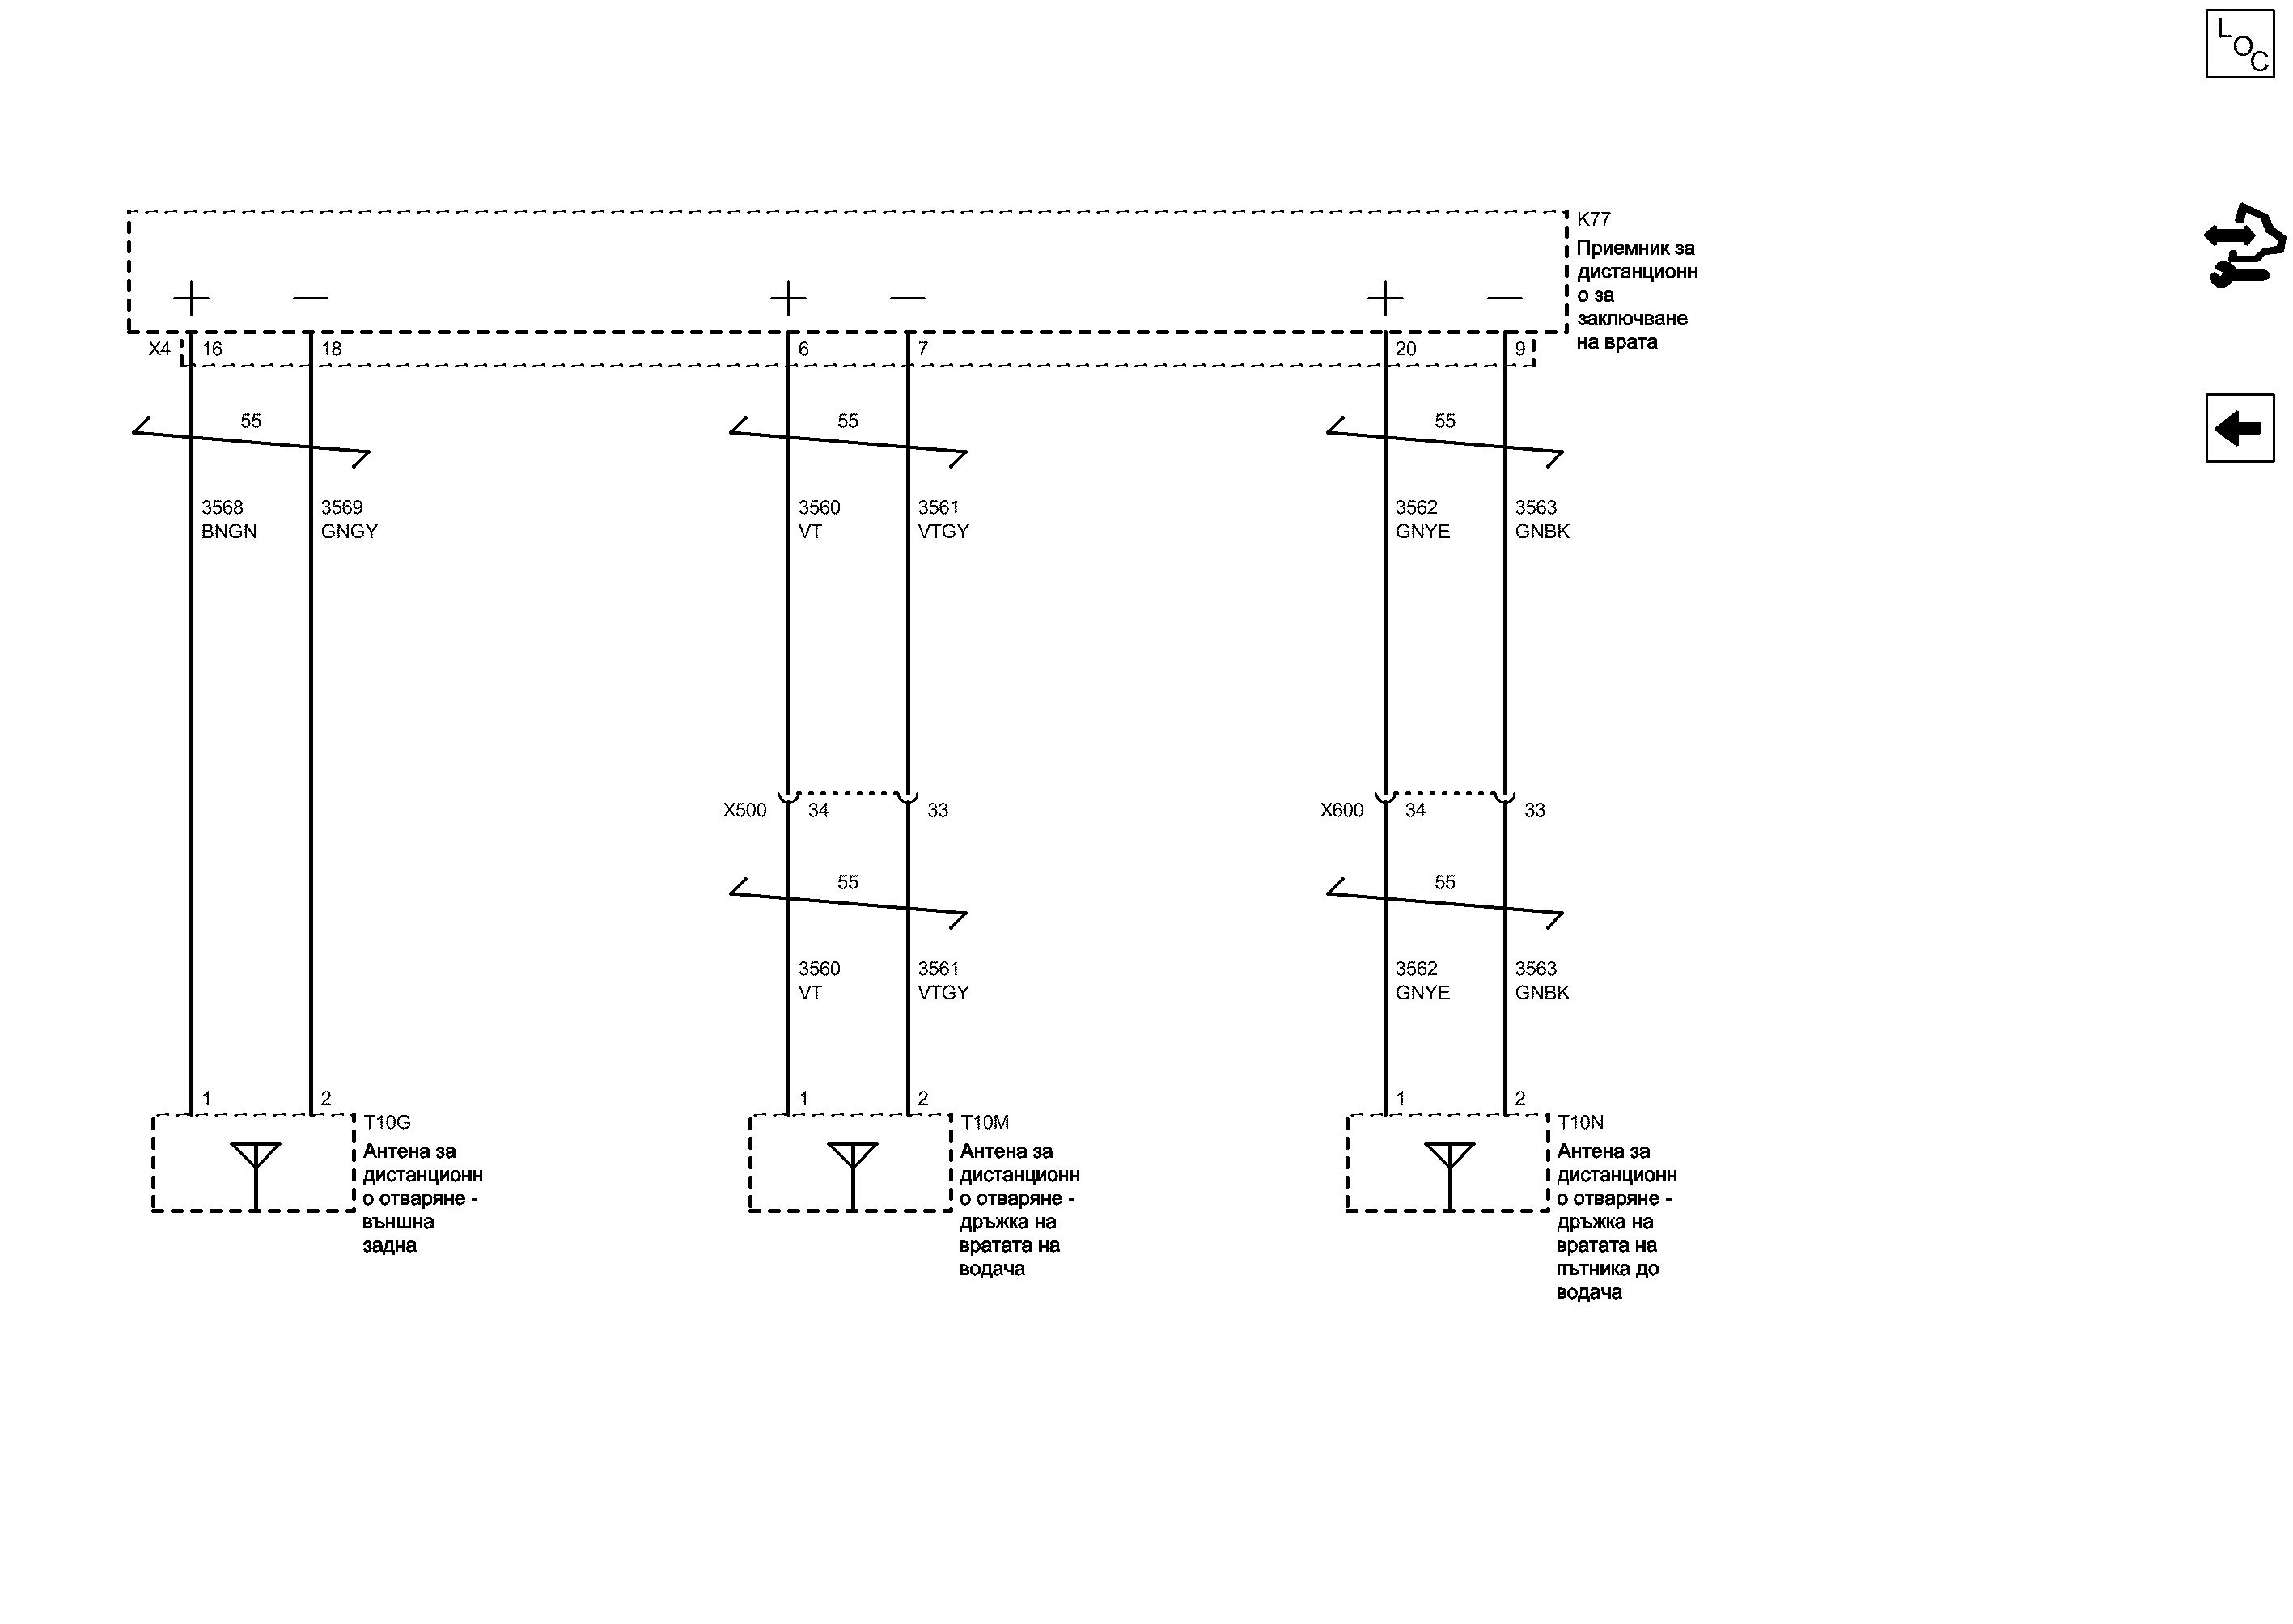 LOC
K77
Приемник за
дистанционн
о за
заключване
на врата
X4 16 18 6 7 20 9
55 55 55
3568 3569 3560 3561 3562 3563
BNGN GNGY VT VTGY GNYE GNBK
X500 34 33 X600 34 33
55 55
3560 3561 3562 3563
VT VTGY GNYE GNBK
1 2 1 2 1 2
T10G
Антена за
дистанционн
о отваряне -
външна
задна
T10M
Антена за
дистанционн
о отваряне -
дръжка на
вратата на
водача
T10N
Антена за
дистанционн
о отваряне -
дръжка на
вратата на
пътника до
водача